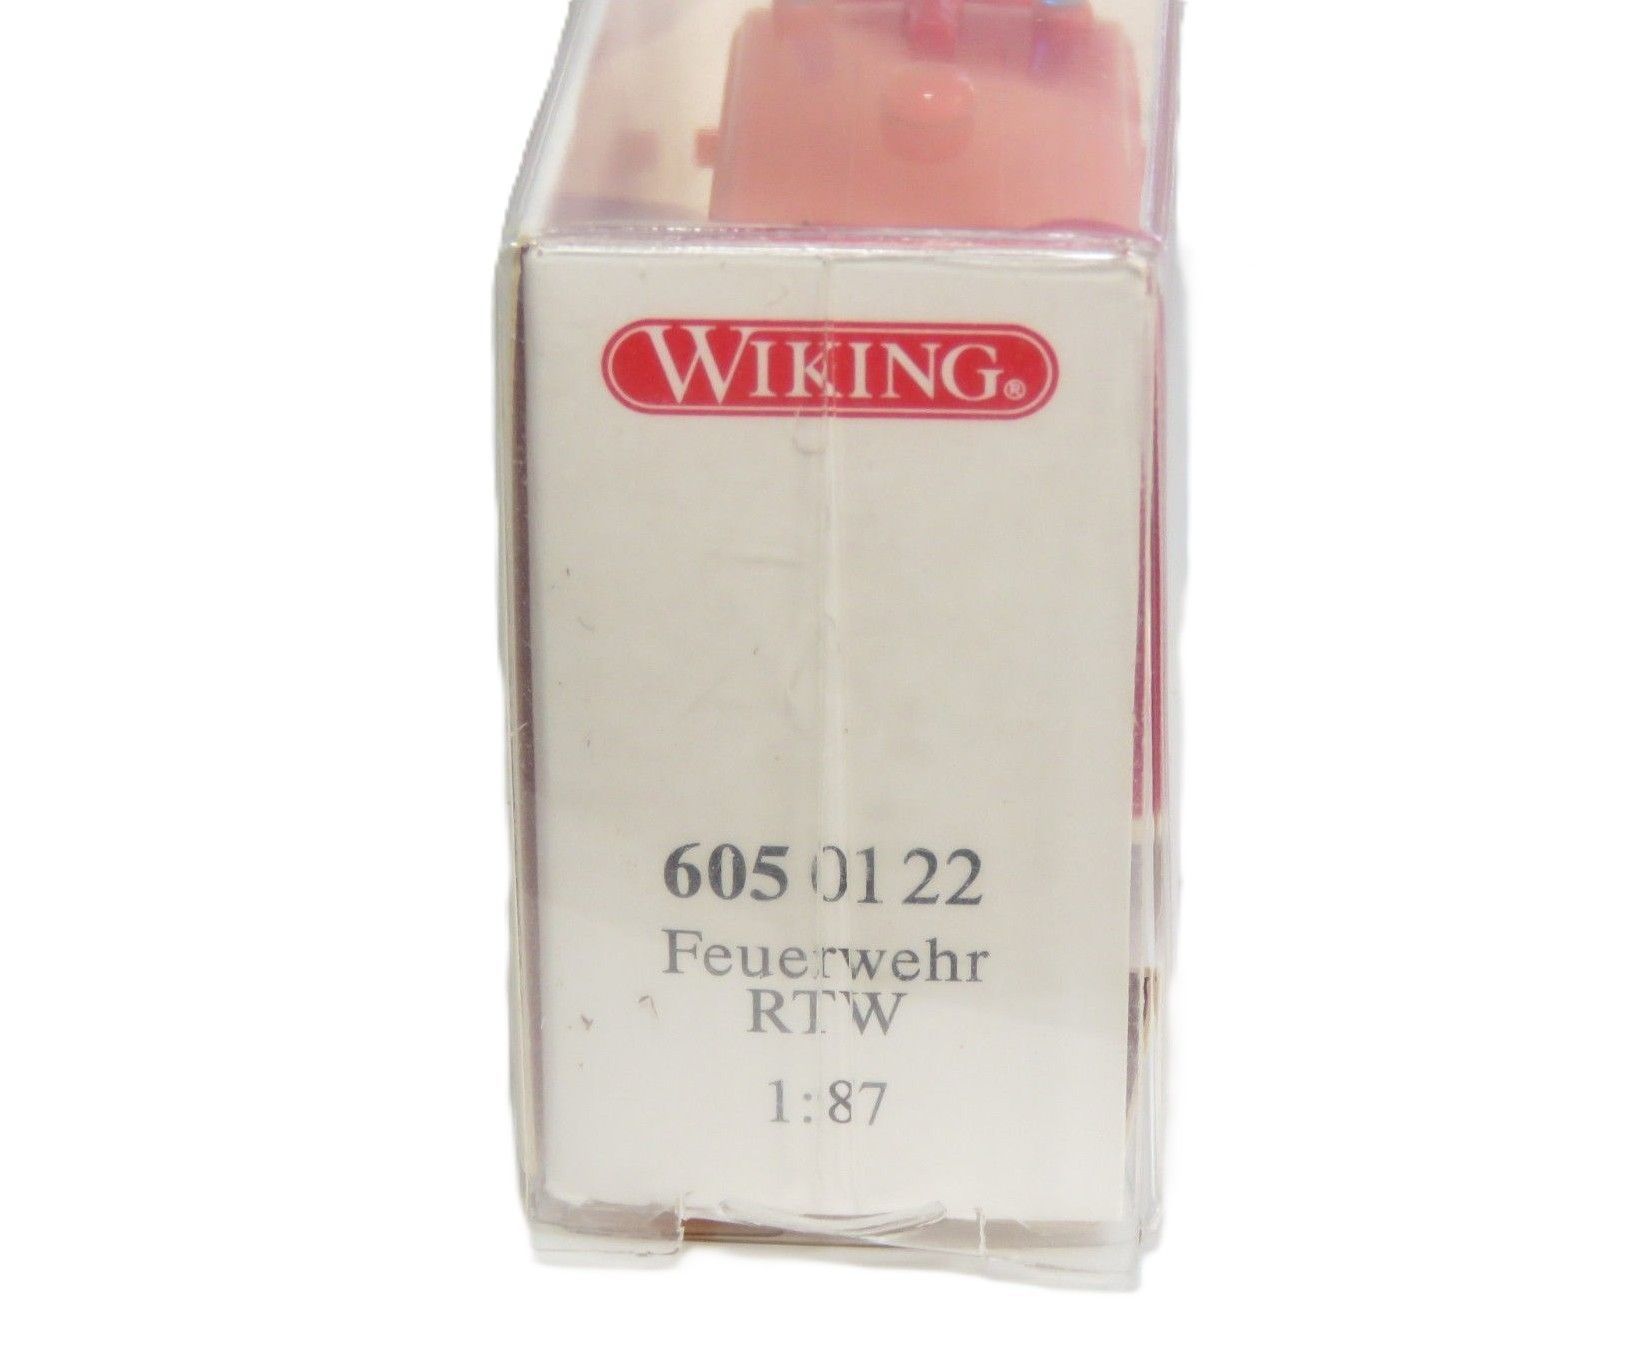 WIKING®
605 01 22
Feuerwehr
RTW
1:87